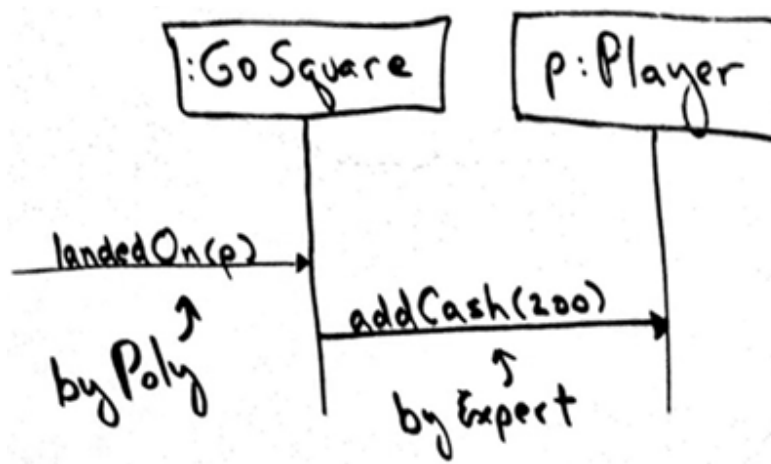 :GoSquare
p:Player
landedOn(p)
addCash(200)
by Poly
by Expert